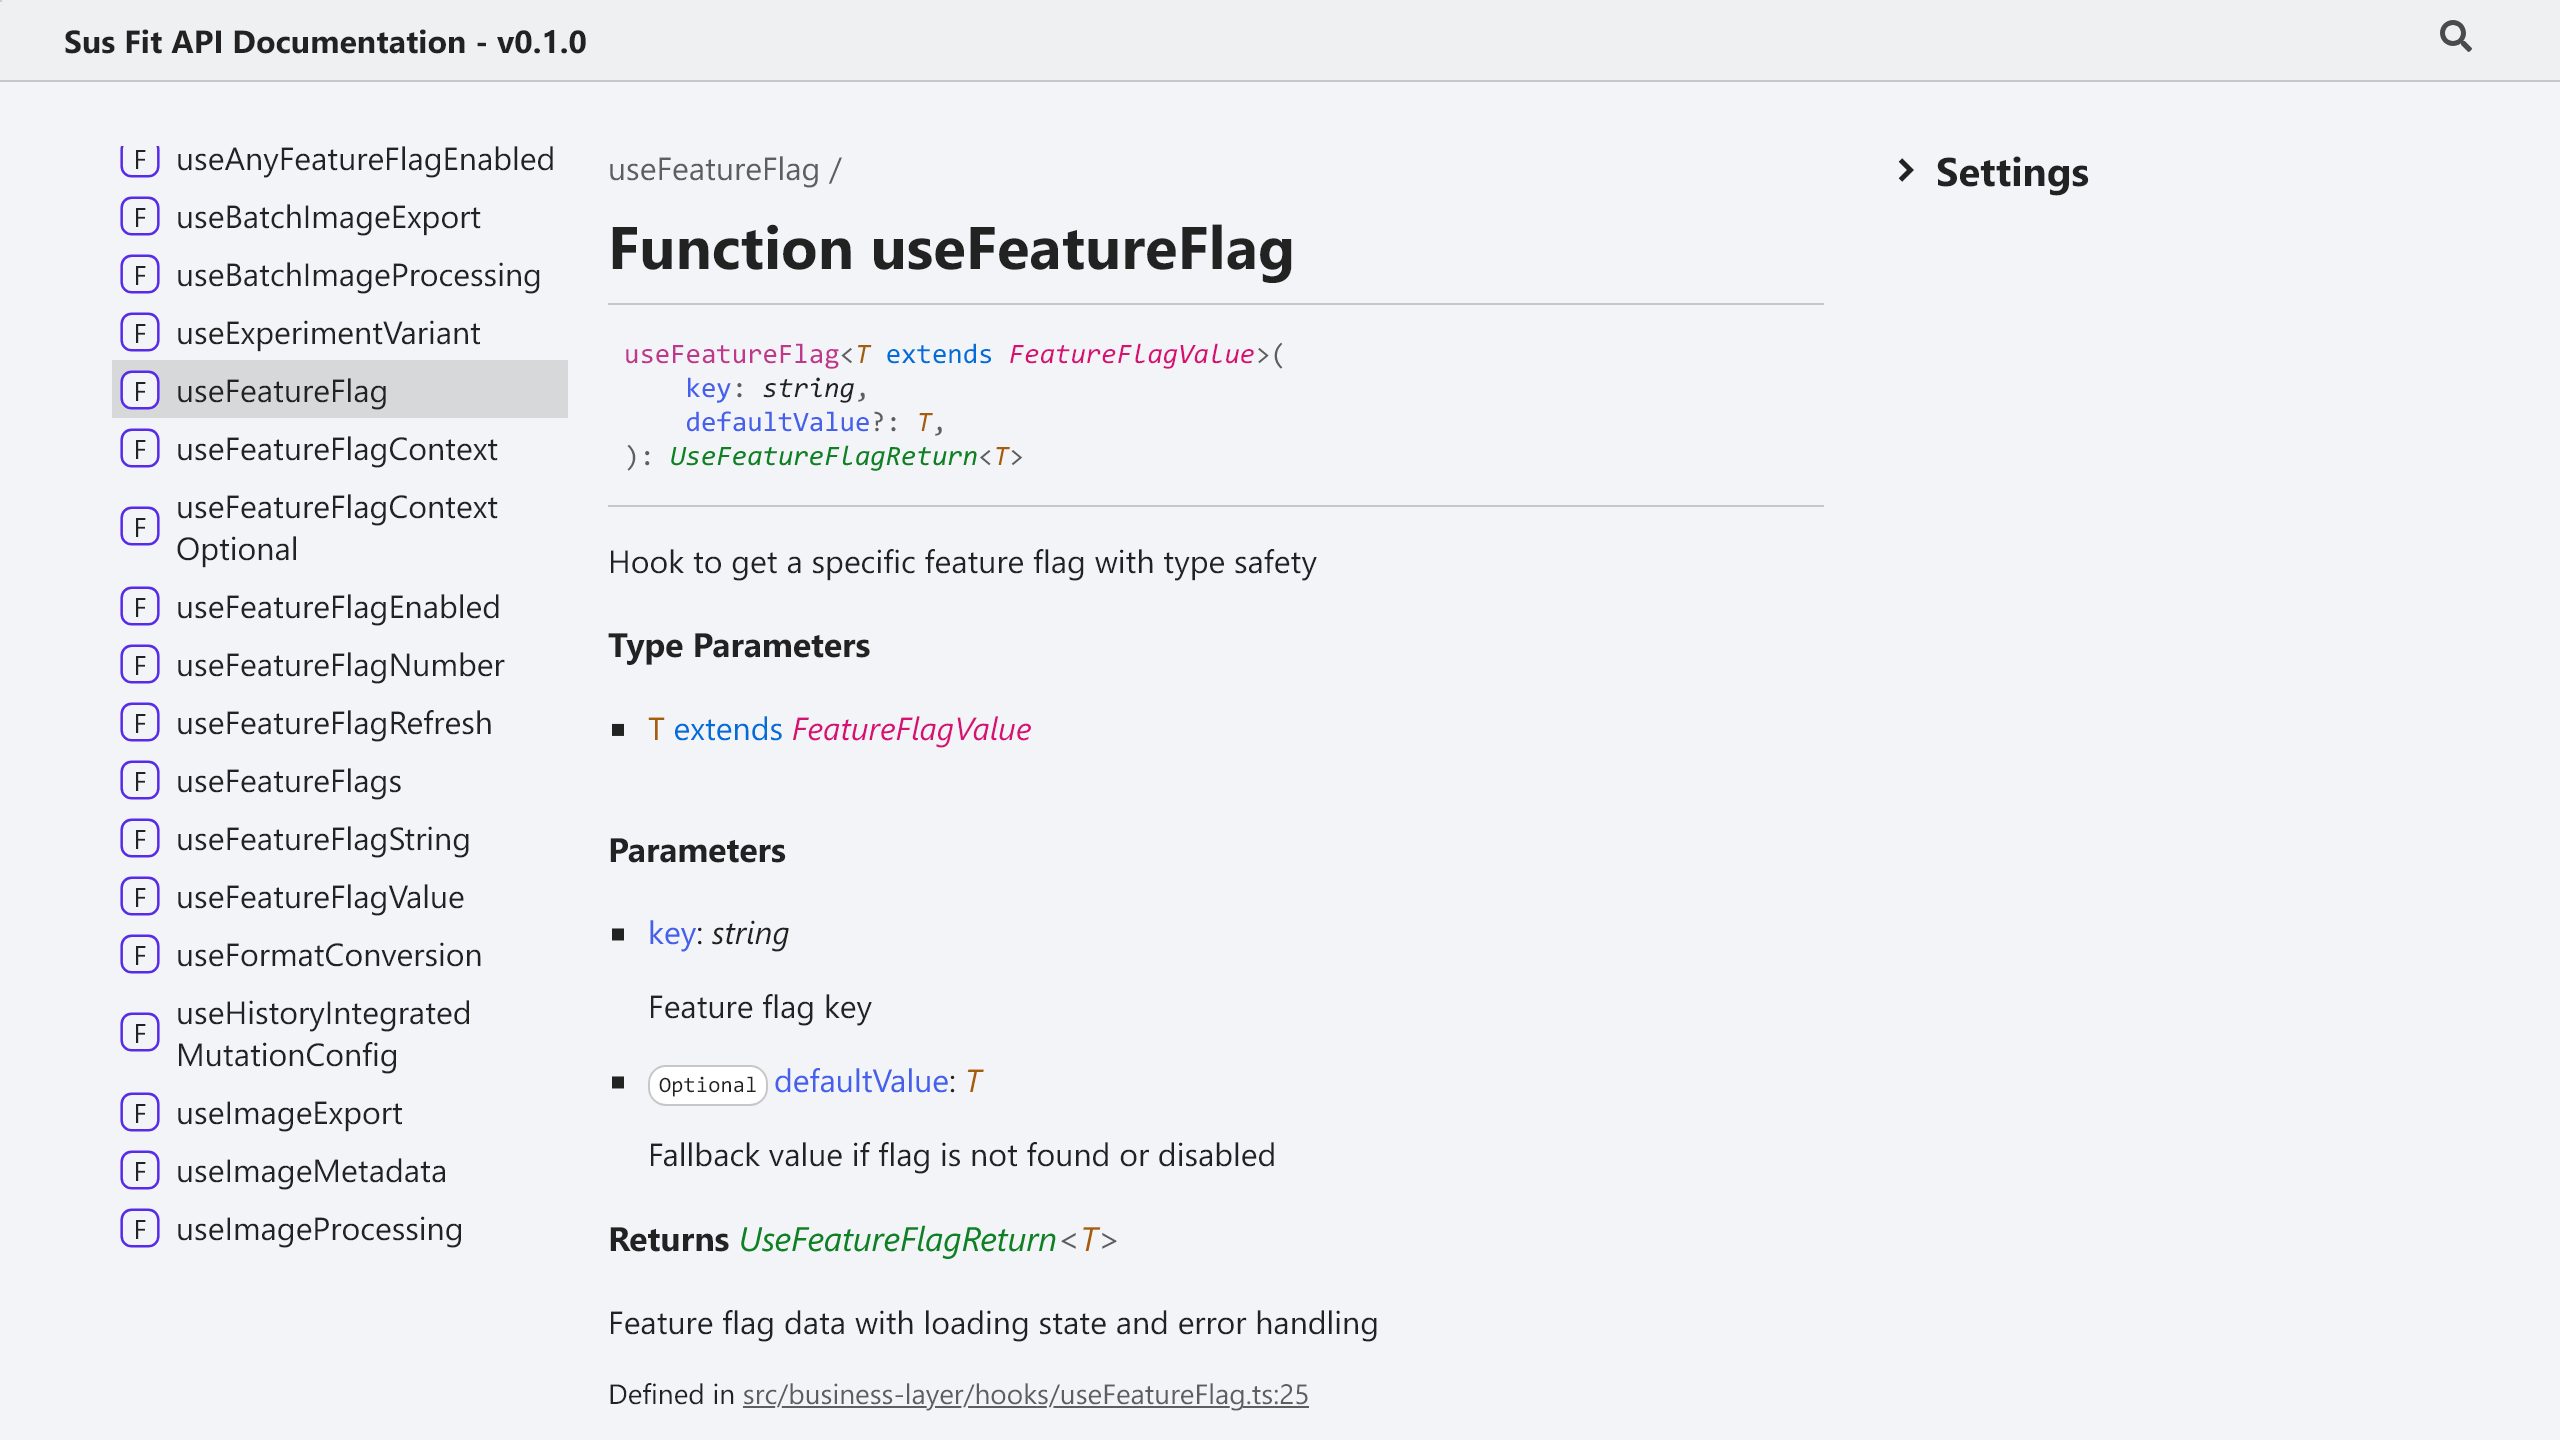 Sus Fit API Documentation - v0.1.0
F useAnyFeatureFlagEnabled
F useBatchImageExport
F useBatchImageProcessing
F useExperimentVariant
F useFeatureFlag
F useFeatureFlagContext
F useFeatureFlagContext
Optional
F useFeatureFlagEnabled
F useFeatureFlagNumber
F useFeatureFlagRefresh
F useFeatureFlags
F useFeatureFlagString
F useFeatureFlagValue
F useFormatConversion
F useHistoryIntegrated
MutationConfig
F useImageExport
F useImageMetadata
F useImageProcessing
useFeatureFlag /
Function useFeatureFlag
useFeatureFlag<T extends FeatureFlagValue>(
key: string,
defaultValue?: T,
): UseFeatureFlagReturn<T>
Hook to get a specific feature flag with type safety
Type Parameters
T extends FeatureFlagValue
Parameters
key: string
Feature flag key
Optional defaultValue: T
Fallback value if flag is not found or disabled
Returns UseFeatureFlagReturn<T>
Feature flag data with loading state and error handling
Defined in src/business-layer/hooks/useFeatureFlag.ts:25
Settings